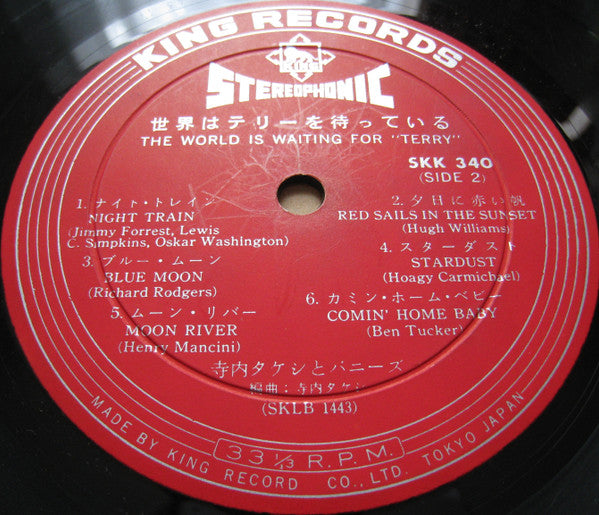 KING RECORDS
KING
STEREOPHONIC
世界はテリーを待っている
THE WORLD IS WAITING FOR "TERRY"
SKK 340
(SIDE 2)
1. ナイト・トレイン
NIGHT TRAIN
(Jimmy Forrest, Lewis
C. Simpkins, Oskar Washington)
2. 夕日に赤い帆
RED SAILS IN THE SUNSET
(Hugh Williams)
3. ブルー・ムーン
BLUE MOON
(Richard Rodgers)
4. スターダスト
STARDUST
(Hoagy Carmichael)
5. ムーン・リバー
MOON RIVER
(Henry Mancini)
6. カミン・ホーム・ベビー
COMIN' HOME BABY
(Ben Tucker)
寺内タケシとバニーズ
編曲：寺内タケシ
(SKLB 1443)
33 1/3 R.P.M.
MADE BY KING RECORD CO., LTD. TOKYO JAPAN